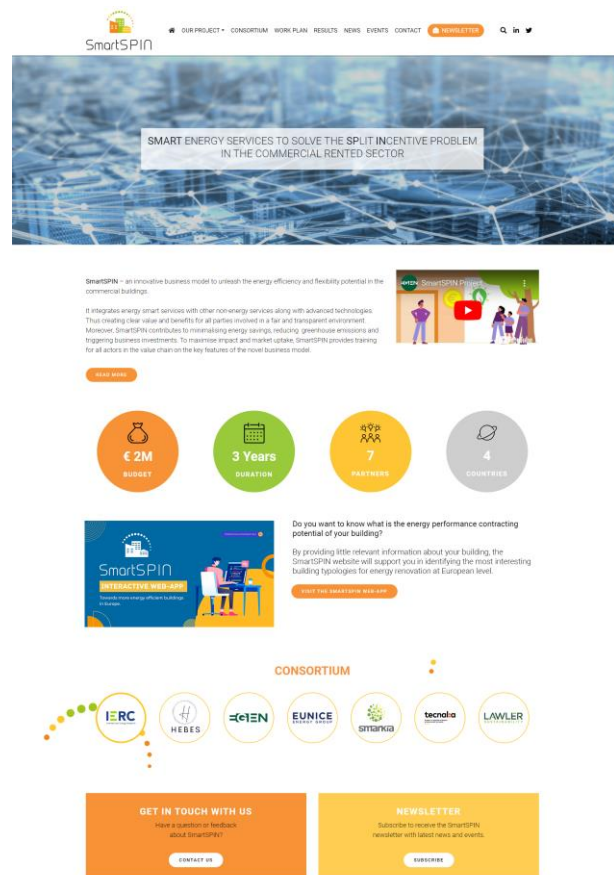 SmartSPIN
OUR PROJECT CONSORTIUM WORK PLAN RESULTS NEWS EVENTS CONTACT NEWSLETTER
SMART ENERGY SERVICES TO SOLVE THE SPLIT INCENTIVE PROBLEM
IN THE COMMERCIAL RENTED SECTOR
SmartSPIN – an innovative business model to unleash the energy efficiency and flexibility potential in the
commercial buildings.
It integrates energy smart services with other non-energy services along with advanced technologies.
Thus creating clear value and benefits for all parties involved in a fair and transparent environment.
Moreover, SmartSPIN contributes to minimalising energy savings, reducing greenhouse emissions and
triggering business investments. To maximise impact and market uptake, SmartSPIN provides training
for all actors in the value chain on the key features of the novel business model.
SmartSPIN Project
READ MORE
€ 2M
BUDGET
3 Years
DURATION
7
PARTNERS
4
COUNTRIES
SmartSPIN
INTERACTIVE WEB-APP
Towards more energy efficient buildings
in Europe.
Do you want to know what is the energy performance contracting
potential of your building?
By providing little relevant information about your building, the
SmartSPIN website will support you in identifying the most interesting
building typologies for energy renovation at European level.
VISIT THE SMARTSPIN WEB-APP
CONSORTIUM
IERC
HEBES
EUNICE
ENERGY GROUP
smarkia
tecnalia
LAWLER
SUSTAINABILITY
GET IN TOUCH WITH US
Have a question or feedback
about SmartSPIN?
CONTACT US
NEWSLETTER
Subscribe to receive the SmartSPIN
newsletter with latest news and events.
SUBSCRIBE